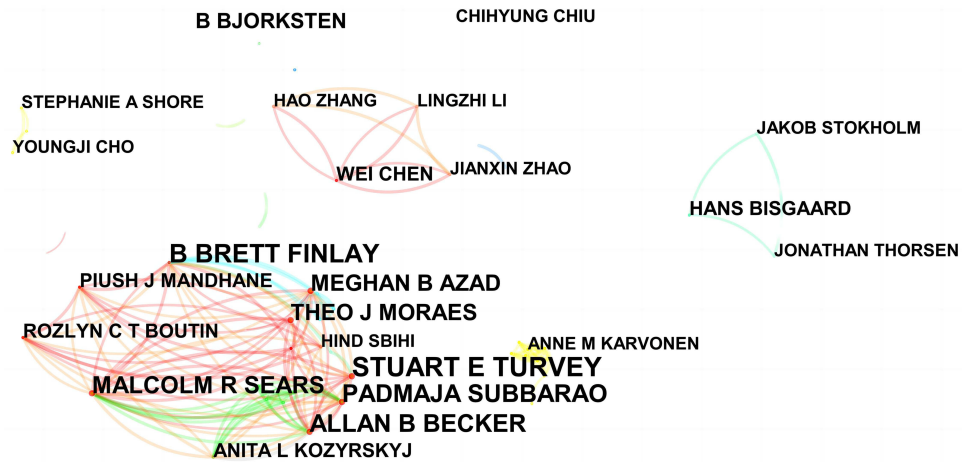 B BJORKSTEN
CHIHYUNG CHIU
STEPHANIE A SHORE
HAO ZHANG
LINGZHI LI
JAKOB STOKHOLM
YOUNGJI CHO
WEI CHEN
JIANXIN ZHAO
HANS BISGAARD
B BRETT FINLAY
JONATHAN THORSEN
PIUSH J MANDHANE
MEGHAN B AZAD
THEO J MORAES
ROZLYN C T BOUTIN
HIND SBIHI
ANNE M KARVONEN
STUART E TURVEY
MALCOLM R SEARS
PADMAJA SUBBARAO
ALLAN B BECKER
ANITA L KOZYRSKYJ